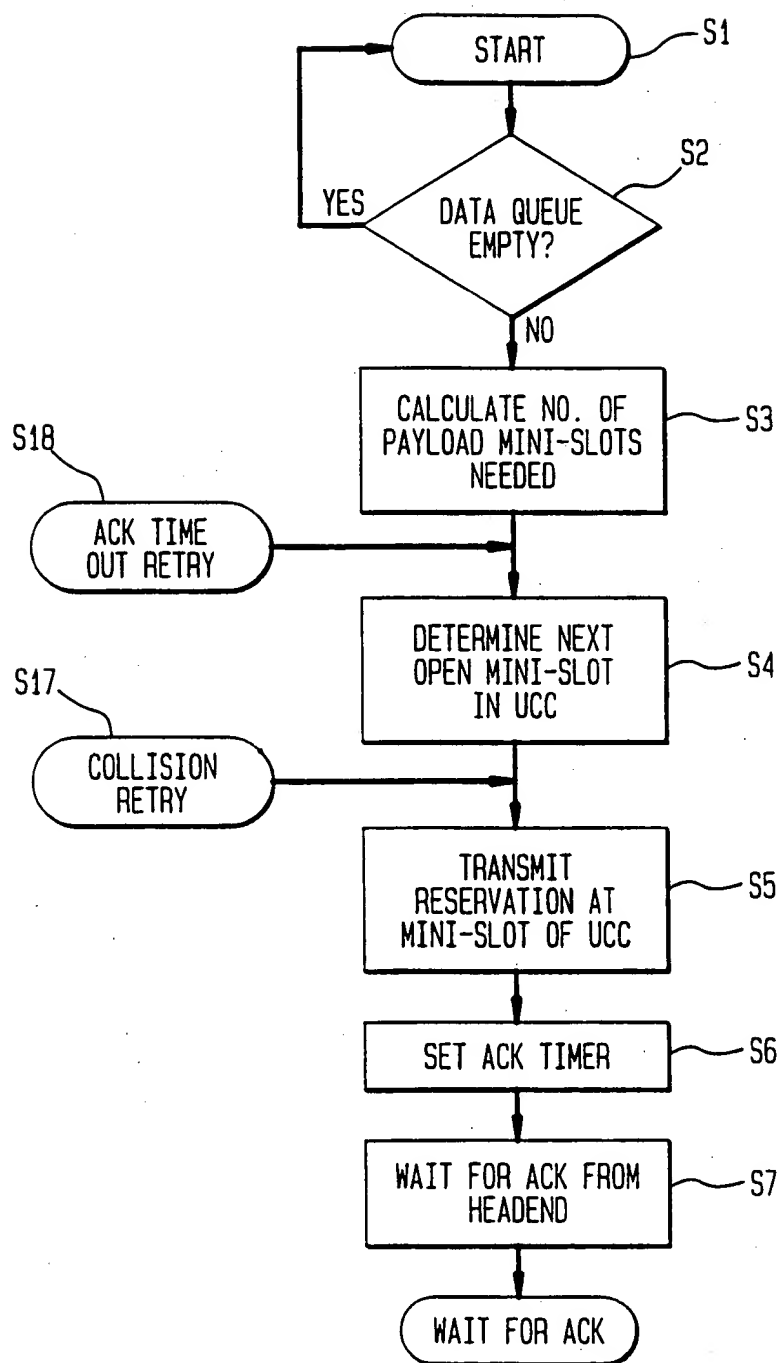 START
S1
S2
YES
DATA QUEUE
EMPTY?
NO
CALCULATE NO. OF
PAYLOAD MINI-SLOTS
NEEDED
S3
S18
ACK TIME
OUT RETRY
DETERMINE NEXT
OPEN MINI-SLOT
IN UCC
S4
S17
COLLISION
RETRY
TRANSMIT
RESERVATION AT
MINI-SLOT OF UCC
S5
SET ACK TIMER
S6
WAIT FOR ACK FROM
HEADEND
S7
WAIT FOR ACK